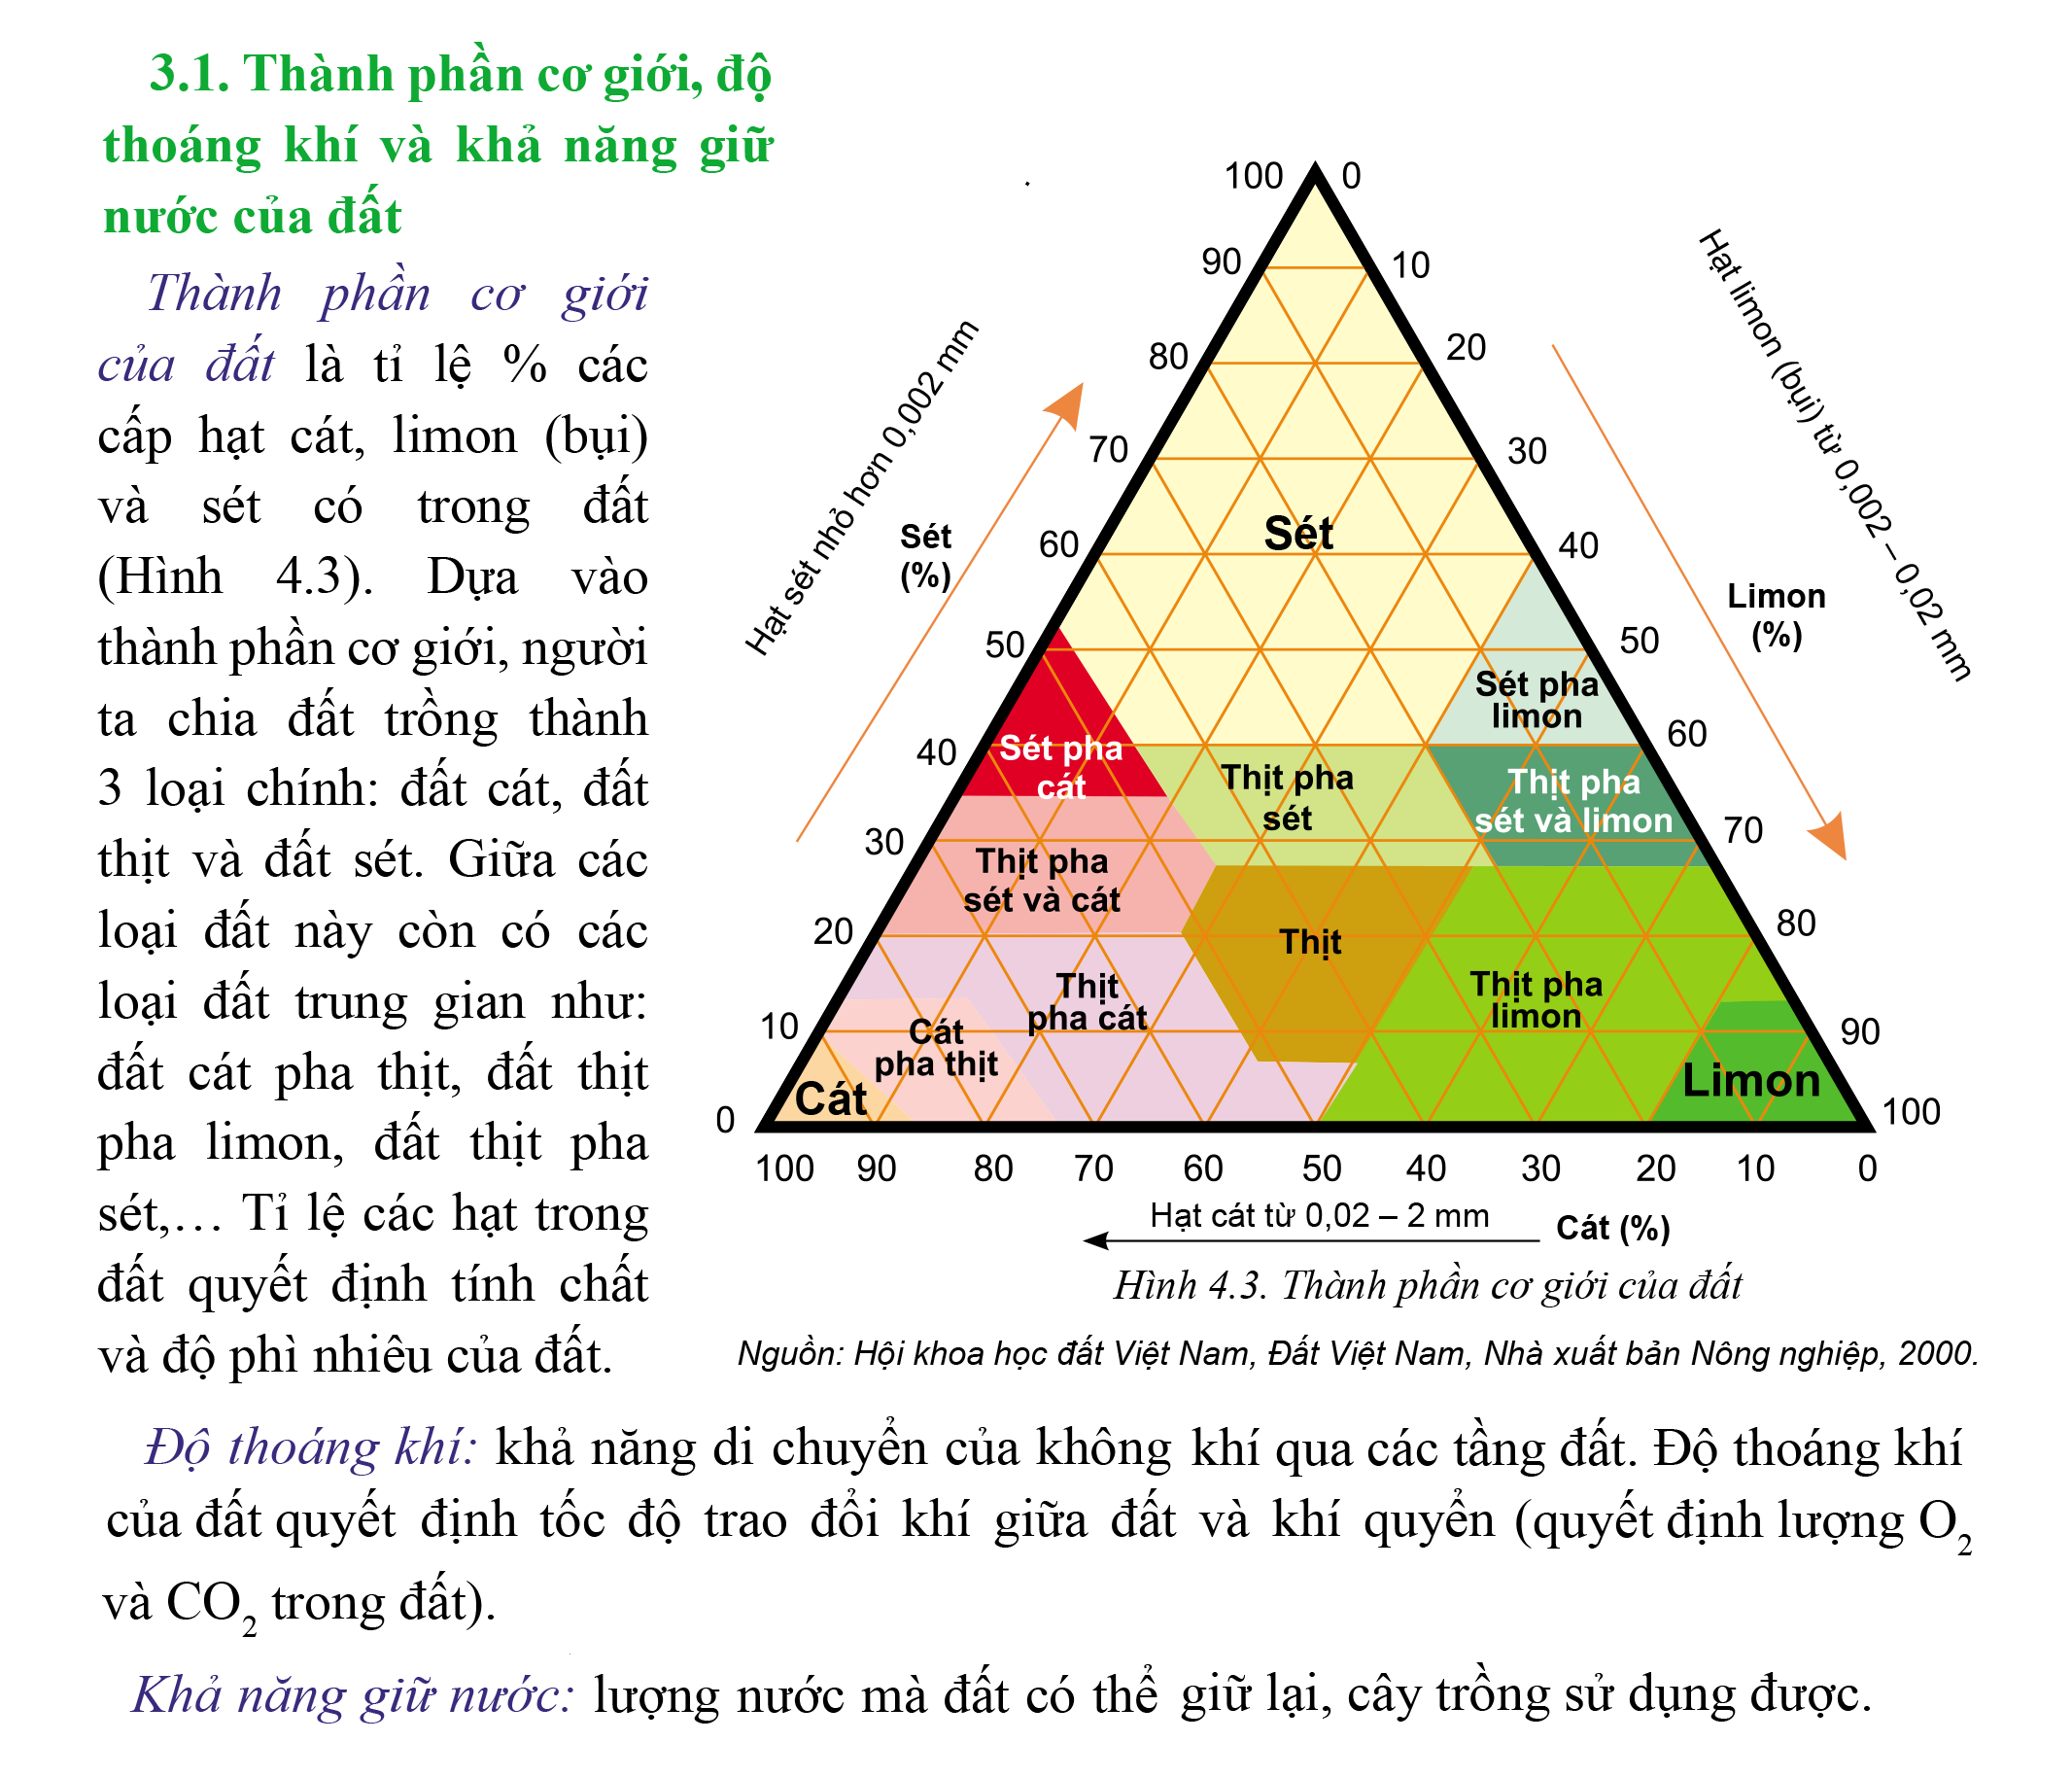 3.1. Thành phần cơ giới, độ
thoáng khí và khả năng giữ
nước của đất
Thành phần cơ giới
của đất là tỉ lệ % các
cấp hạt cát, limon (bụi)
và sét có trong đất
(Hình 4.3). Dựa vào
thành phần cơ giới, người
ta chia đất trồng thành
3 loại chính: đất cát, đất
thịt và đất sét. Giữa các
loại đất này còn có các
loại đất trung gian như:
đất cát pha thịt, đất thịt
pha limon, đất thịt pha
sét,… Tỉ lệ các hạt trong
đất quyết định tính chất
và độ phì nhiêu của đất.
100 0
90 10
80 20
70 30
60 40
50 50
40 60
30 70
20 80
10 90
0 100
Hạt sét nhỏ hơn 0,002 mm
Sét
(%)
Hạt limon (bụi) từ 0,002 – 0,02 mm
Limon
(%)
Sét
Sét pha
limon
Sét pha
cát
Thịt pha
sét
Thịt pha
sét và limon
Thịt pha
sét và cát
Thịt
Thịt
pha cát
Thịt pha
limon
Cát
pha thịt
Cát
Limon
100 90 80 70 60 50 40 30 20 10 0
Hạt cát từ 0,02 – 2 mm
Cát (%)
Hình 4.3. Thành phần cơ giới của đất
Nguồn: Hội khoa học đất Việt Nam, Đất Việt Nam, Nhà xuất bản Nông nghiệp, 2000.
Độ thoáng khí: khả năng di chuyển của không khí qua các tầng đất. Độ thoáng khí
của đất quyết định tốc độ trao đổi khí giữa đất và khí quyển (quyết định lượng O₂
và CO₂ trong đất).
Khả năng giữ nước: lượng nước mà đất có thể giữ lại, cây trồng sử dụng được.